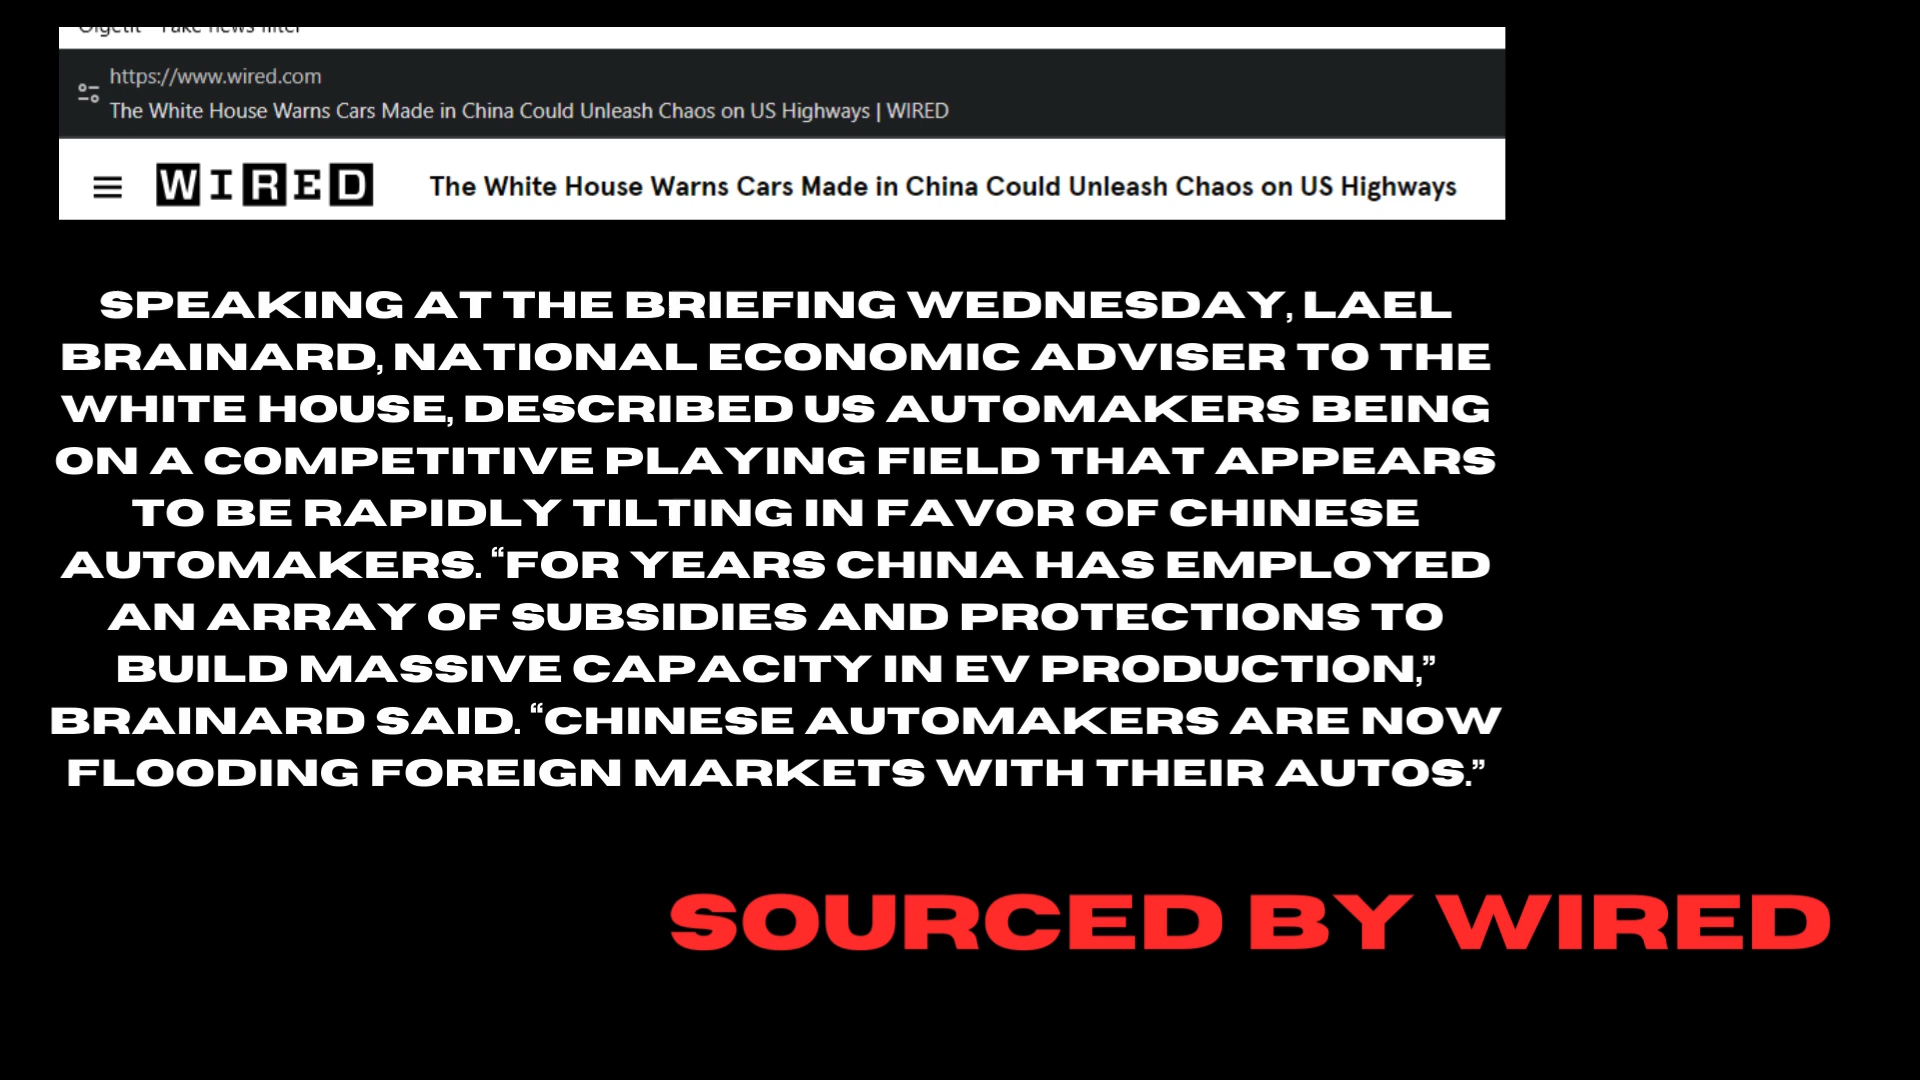 Olgetit - Fake news filter
https://www.wired.com
The White House Warns Cars Made in China Could Unleash Chaos on US Highways | WIRED
WIRED The White House Warns Cars Made in China Could Unleash Chaos on US Highways
SPEAKING AT THE BRIEFING WEDNESDAY, LAEL
BRAINARD, NATIONAL ECONOMIC ADVISER TO THE
WHITE HOUSE, DESCRIBED US AUTOMAKERS BEING
ON A COMPETITIVE PLAYING FIELD THAT APPEARS
TO BE RAPIDLY TILTING IN FAVOR OF CHINESE
AUTOMAKERS. “FOR YEARS CHINA HAS EMPLOYED
AN ARRAY OF SUBSIDIES AND PROTECTIONS TO
BUILD MASSIVE CAPACITY IN EV PRODUCTION,”
BRAINARD SAID. “CHINESE AUTOMAKERS ARE NOW
FLOODING FOREIGN MARKETS WITH THEIR AUTOS.”
SOURCED BY WIRED